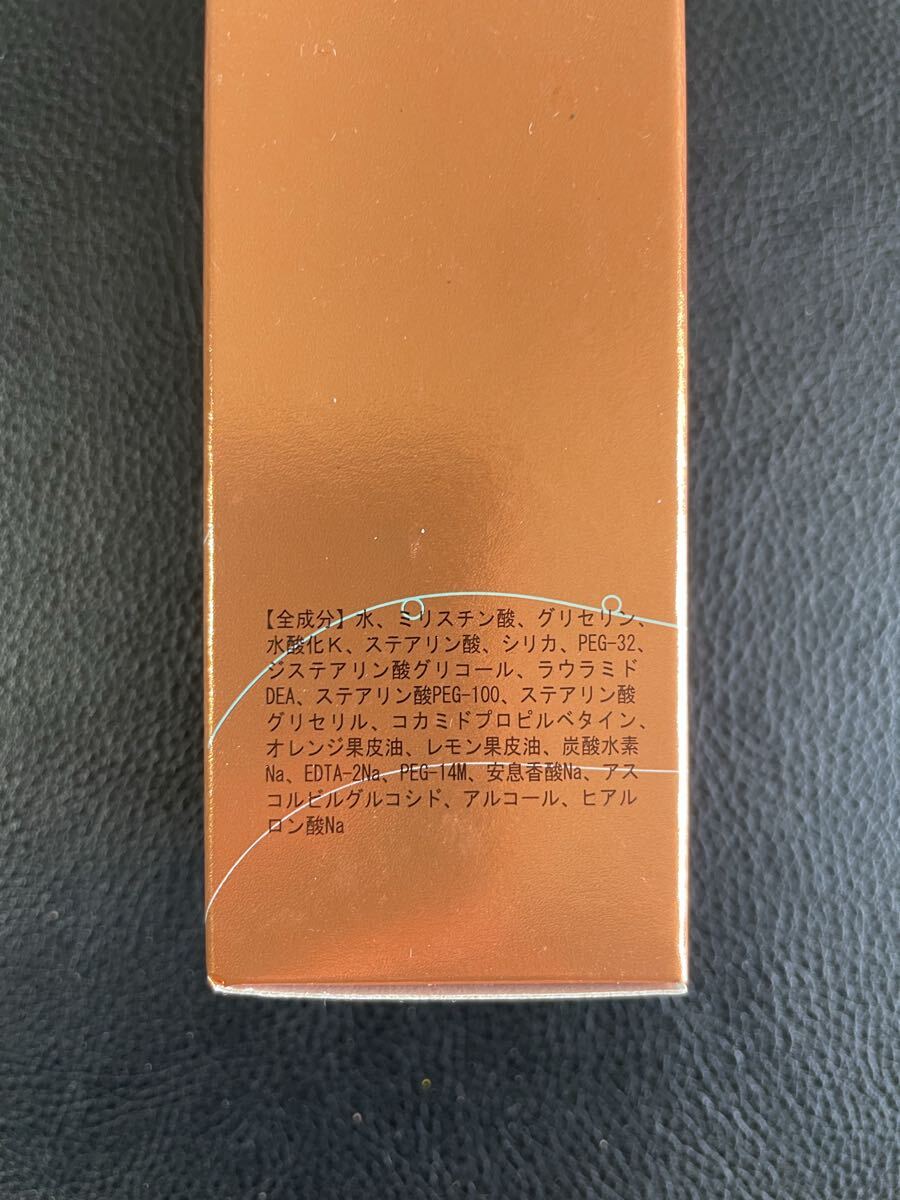 【全成分】水、ミリスチン酸、グリセリン、
水酸化K、ステアリン酸、シリカ、PEG-32、
ジステアリン酸グリコール、ラウラミド
DEA、ステアリン酸PEG-100、ステアリン酸
グリセリル、コカミドプロピルベタイン、
オレンジ果皮油、レモン果皮油、炭酸水素
Na、EDTA-2Na、PEG-14M、安息香酸Na、アス
コルビルグルコシド、アルコール、ヒアル
ロン酸Na